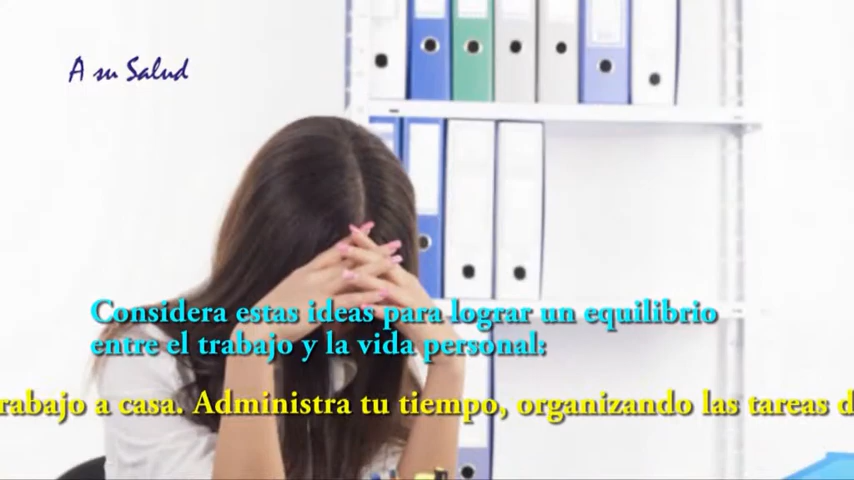 A su Salud
Considera estas ideas para lograr un equilibrio
entre el trabajo y la vida personal:
a casa. Administra tu tiempo, organizando las tareas